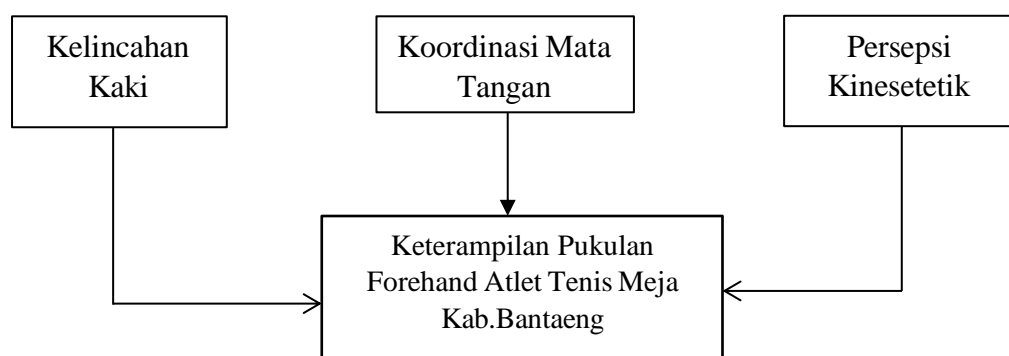 Kelincahan
Kaki
Koordinasi Mata
Tangan
Persepsi
Kinesetetik
Keterampilan Pukulan
Forehand Atlet Tenis Meja
Kab.Bantaeng